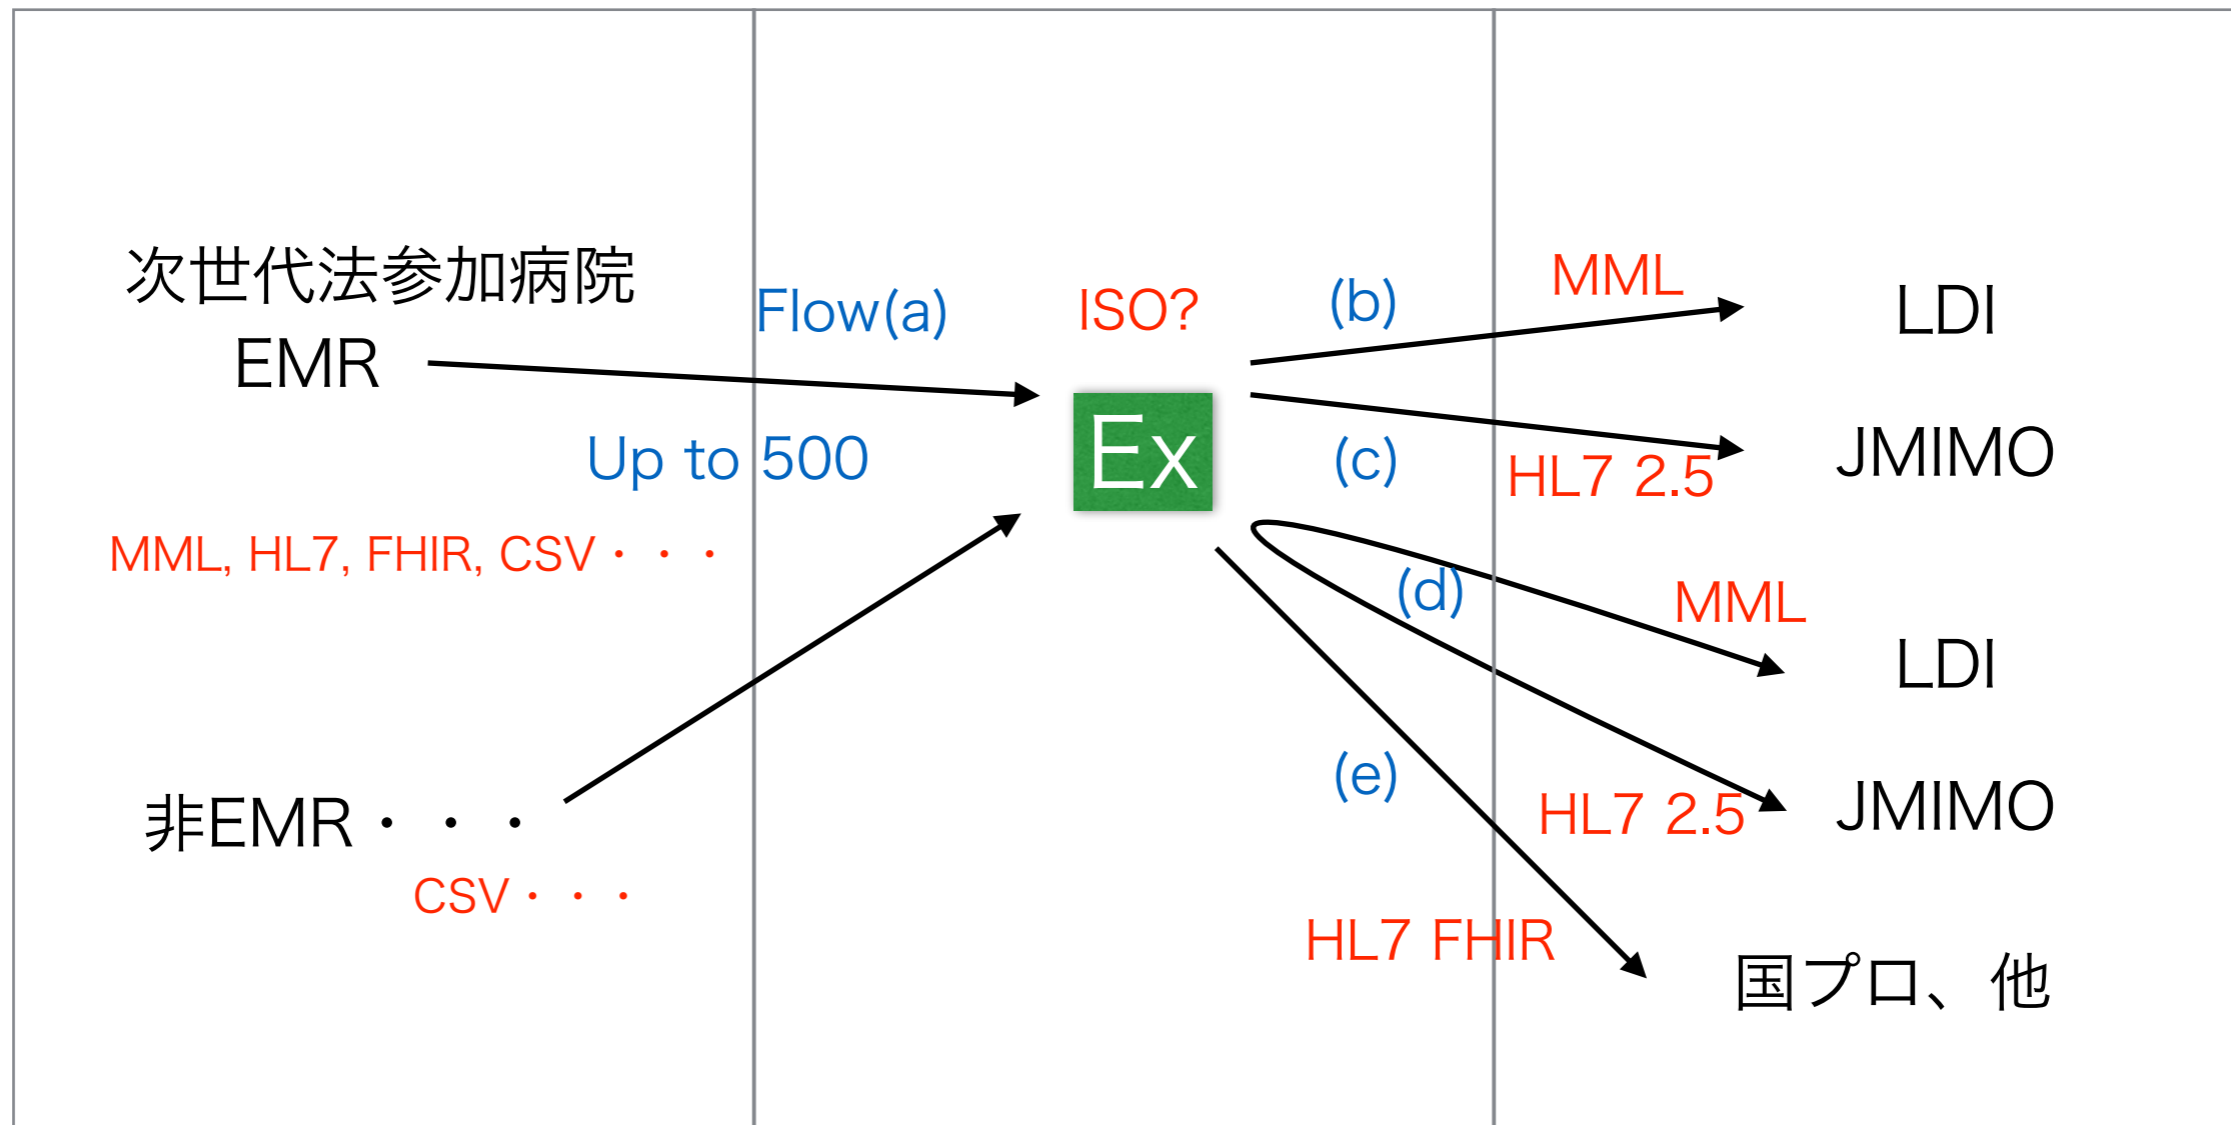 次世代法参加病院
EMR
Flow(a)
Up to 500
MML, HL7, FHIR, CSV・・・
非EMR・・・
CSV・・・
ISO?
Ex
(b)
MML
LDI
(c)
HL7 2.5
JMIMO
(d)
MML
LDI
HL7 2.5
JMIMO
(e)
HL7 FHIR
国プロ、他